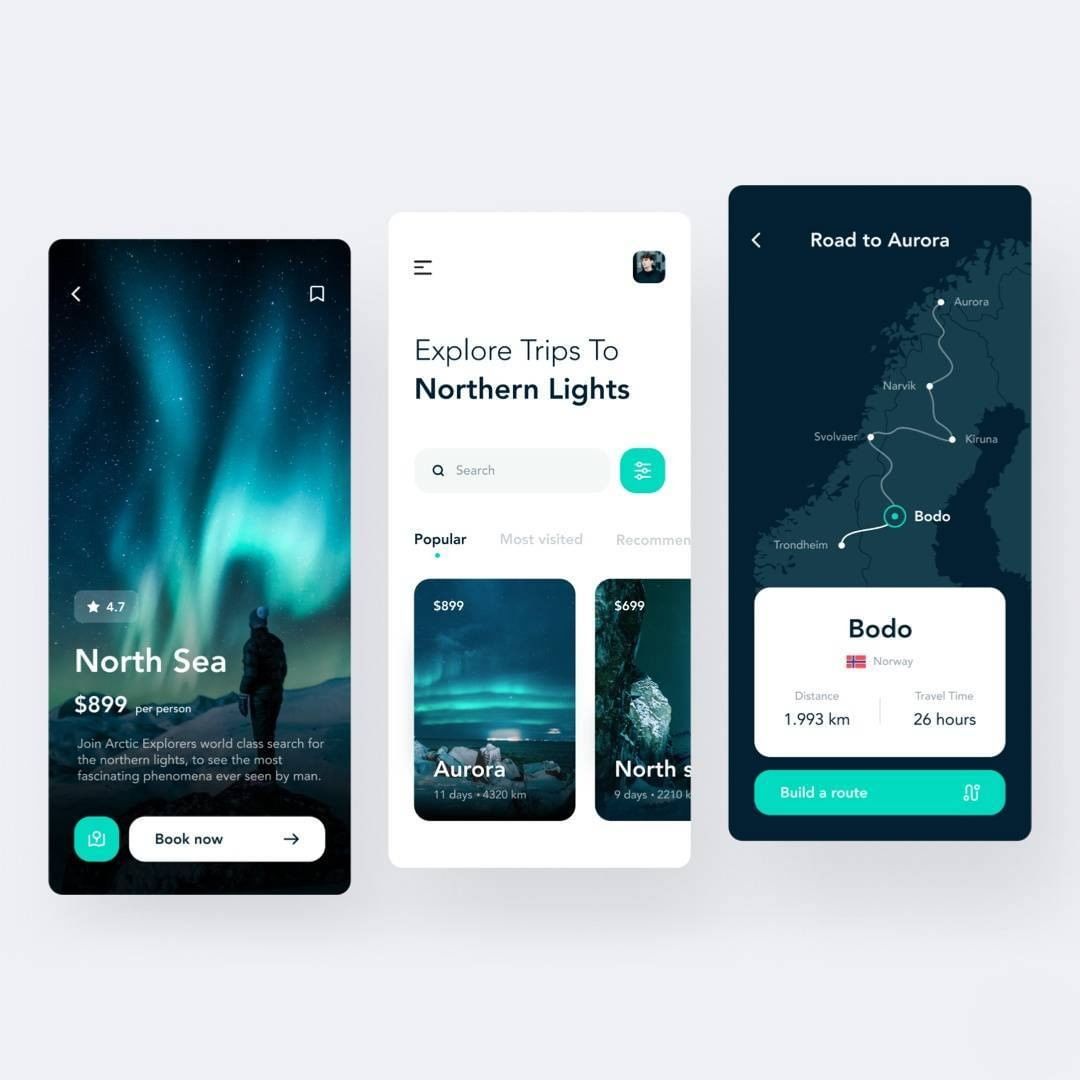 4.7
North Sea
$899 per person
Join Arctic Explorers world class search for
the northern lights, to see the most
fascinating phenomena ever seen by man.
Book now
Explore Trips To
Northern Lights
Search
Popular Most visited Recommen
$899
Aurora
11 days • 4320 km
$699
North s
9 days • 2210 k
Road to Aurora
Aurora
Narvik
Svolvaer
Kiruna
Bodo
Trondheim
Bodo
Norway
Distance Travel Time
1.993 km 26 hours
Build a route